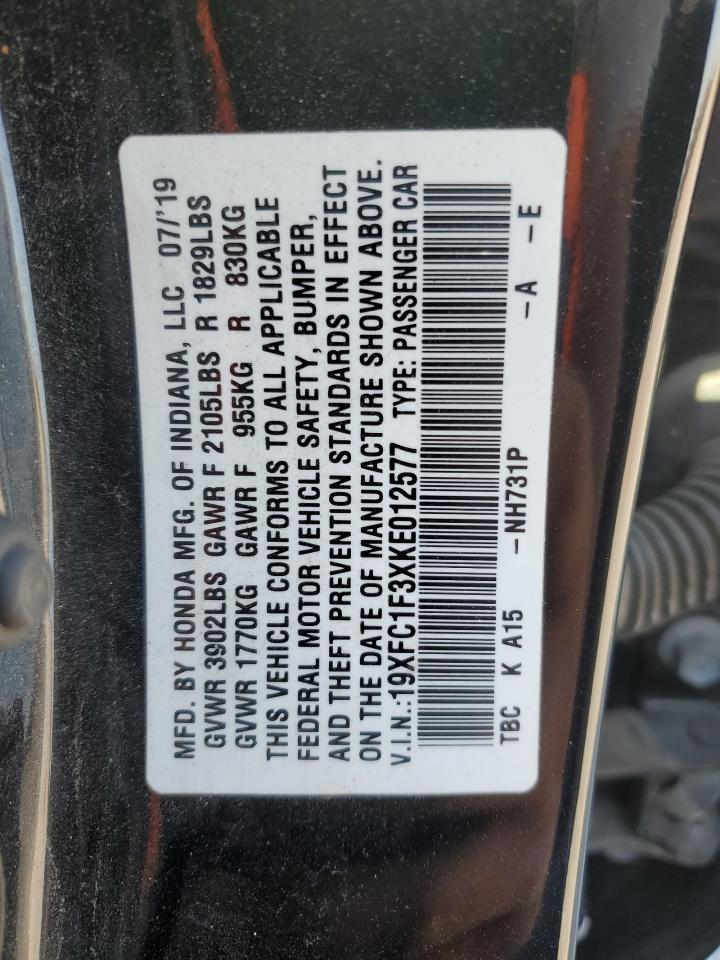 MFD. BY HONDA MFG. OF INDIANA, LLC 07/'19
GVWR 3902LBS GAWR F 2105LBS R 1829LBS
GVWR 1770KG GAWR F 955KG R 830KG
THIS VEHICLE CONFORMS TO ALL APPLICABLE
FEDERAL MOTOR VEHICLE SAFETY, BUMPER,
AND THEFT PREVENTION STANDARDS IN EFFECT
ON THE DATE OF MANUFACTURE SHOWN ABOVE.
V.I.N.:19XFC1F3XKE012577 TYPE: PASSENGER CAR
TBC K A15 -NH731P -A -E